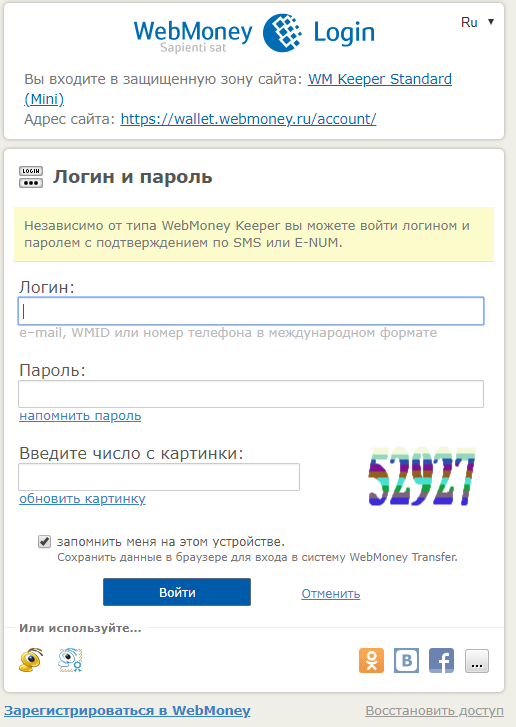 WebMoney Login
Sapienti sat
Ru
Вы входите в защищенную зону сайта: WM Keeper Standard
(Mini)
Адрес сайта: https://wallet.webmoney.ru/account/
LOGIN
Логин и пароль
Независимо от типа WebMoney Keeper вы можете войти логином и
паролем с подтверждением по SMS или E-NUM.
Логин:
e-mail, WMID или номер телефона в международном формате
Пароль:
напомнить пароль
Введите число с картинки:
52927
обновить картинку
запомнить меня на этом устройстве.
Сохранить данные в браузере для входа в систему WebMoney Transfer.
Войти
Отменить
Или используйте...
В
f
...
Зарегистрироваться в WebMoney
Восстановить доступ